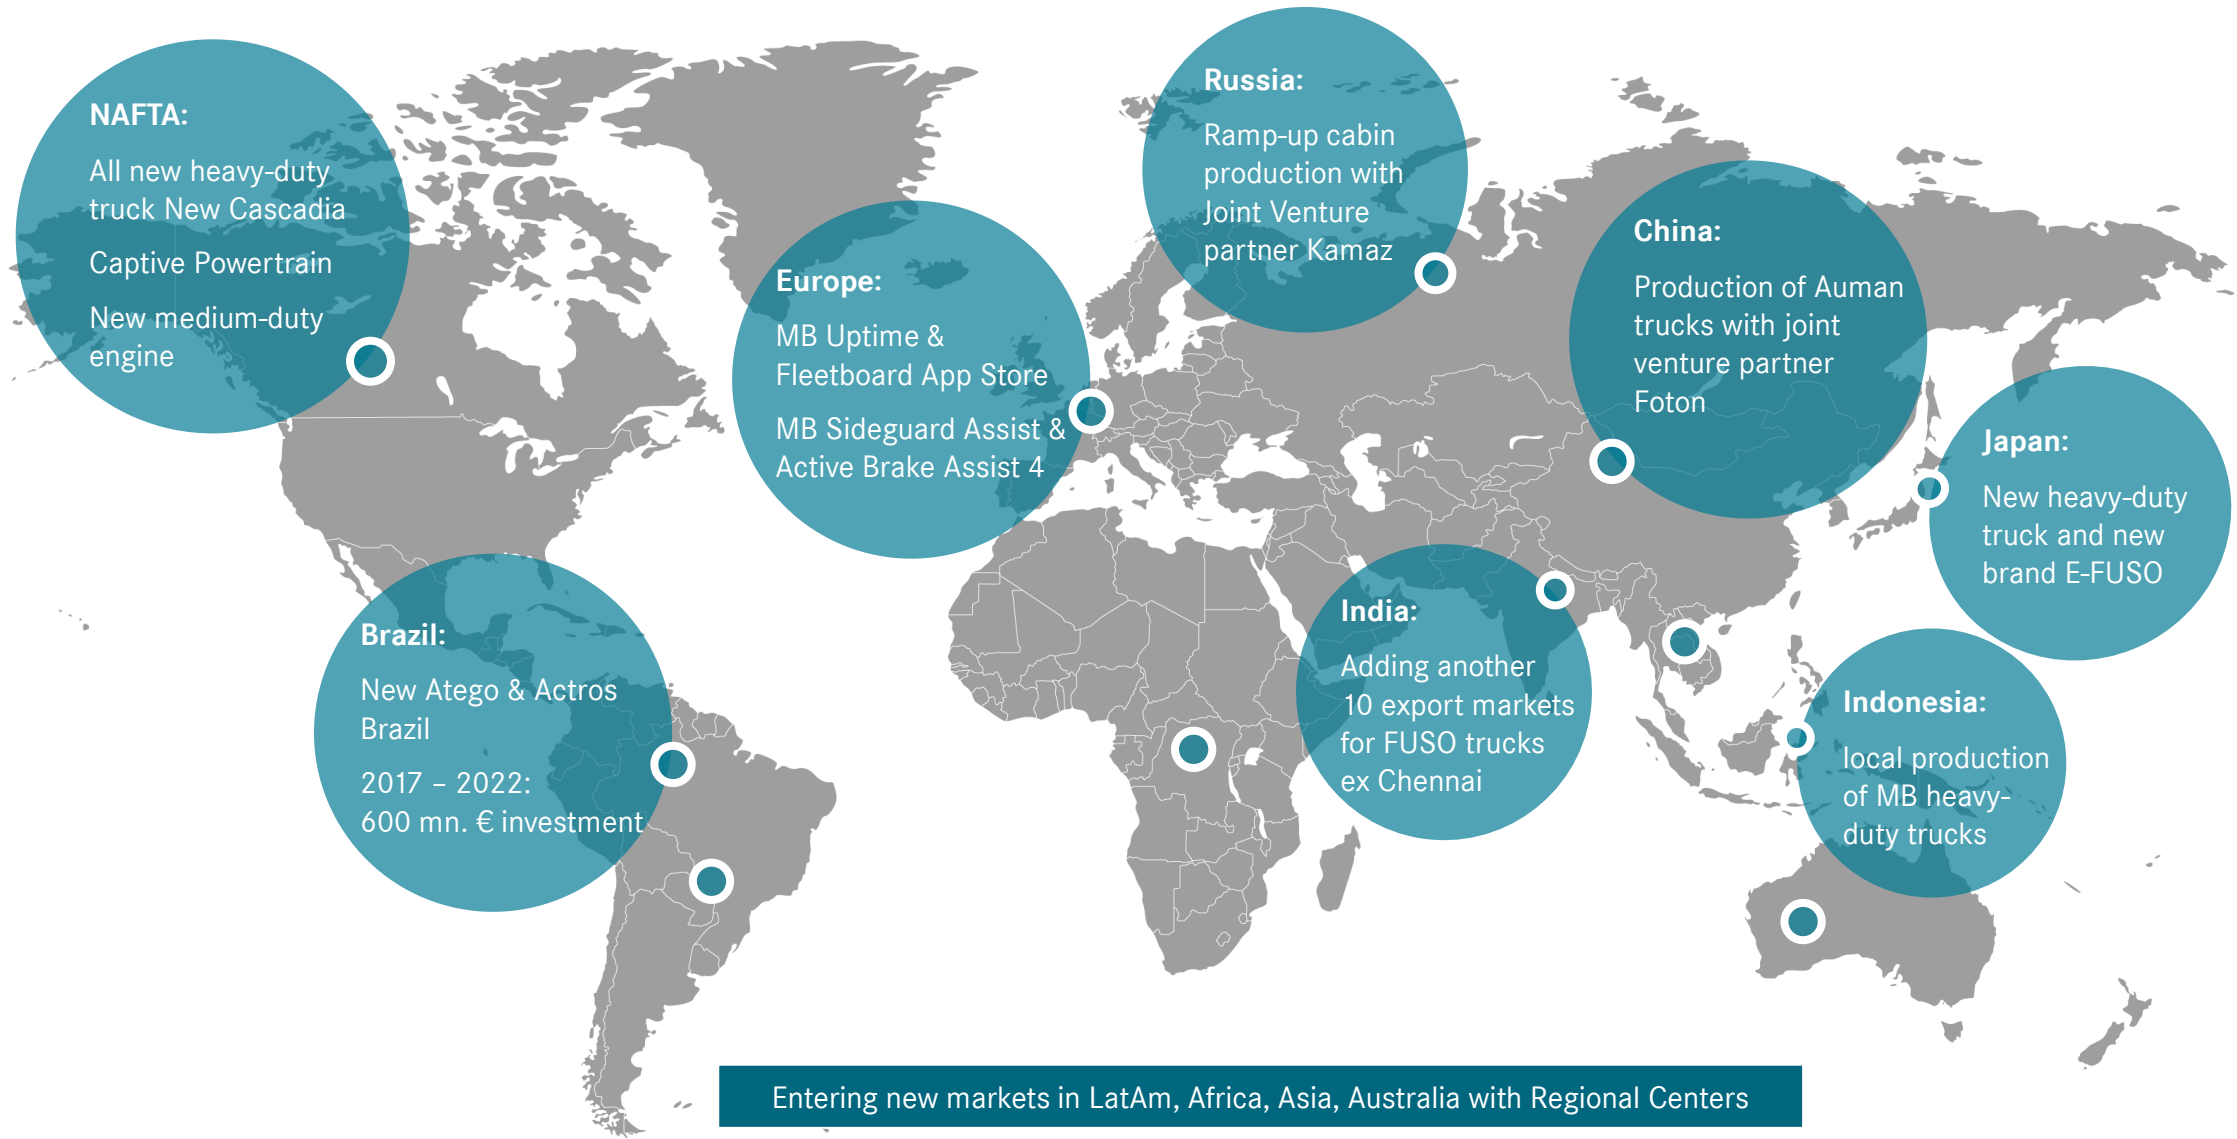 NAFTA:
All new heavy-duty
truck New Cascadia
Captive Powertrain
New medium-duty
engine
Europe:
MB Uptime &
Fleetboard App Store
MB Sideguard Assist &
Active Brake Assist 4
Russia:
Ramp-up cabin
production with
Joint Venture
partner Kamaz
China:
Production of Auman
trucks with joint
venture partner
Foton
Japan:
New heavy-duty
truck and new
brand E-FUSO
Brazil:
New Atego & Actros
Brazil
2017 – 2022:
600 mn. € investment
India:
Adding another
10 export markets
for FUSO trucks
ex Chennai
Indonesia:
local production
of MB heavy-
duty trucks
Entering new markets in LatAm, Africa, Asia, Australia with Regional Centers